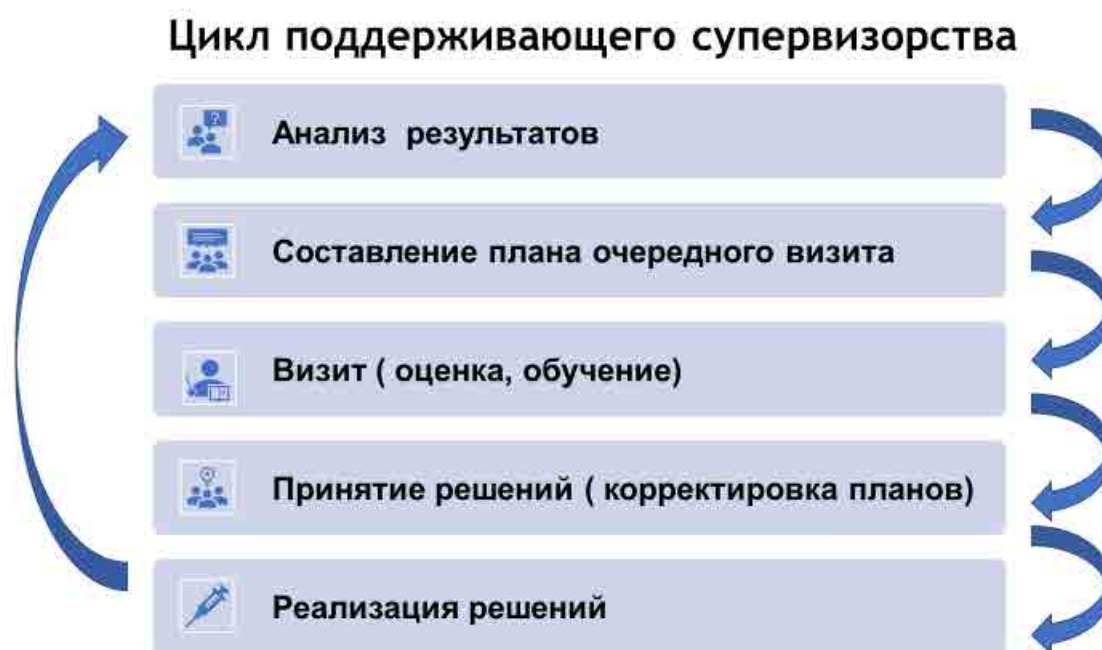 Цикл поддерживающего супервизорства
?
Анализ результатов
Составление плана очередного визита
Визит ( оценка, обучение)
Принятие решений ( корректировка планов)
Реализация решений